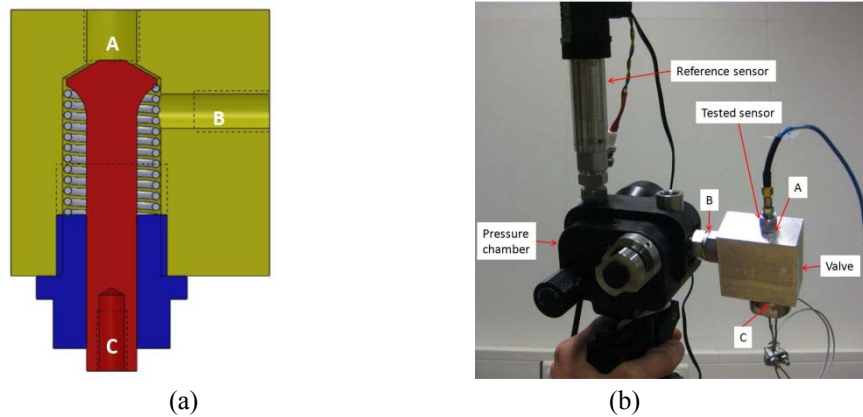 A
B
C
Reference sensor
Tested sensor
A
B
Pressure
chamber
Valve
C
(a)
(b)